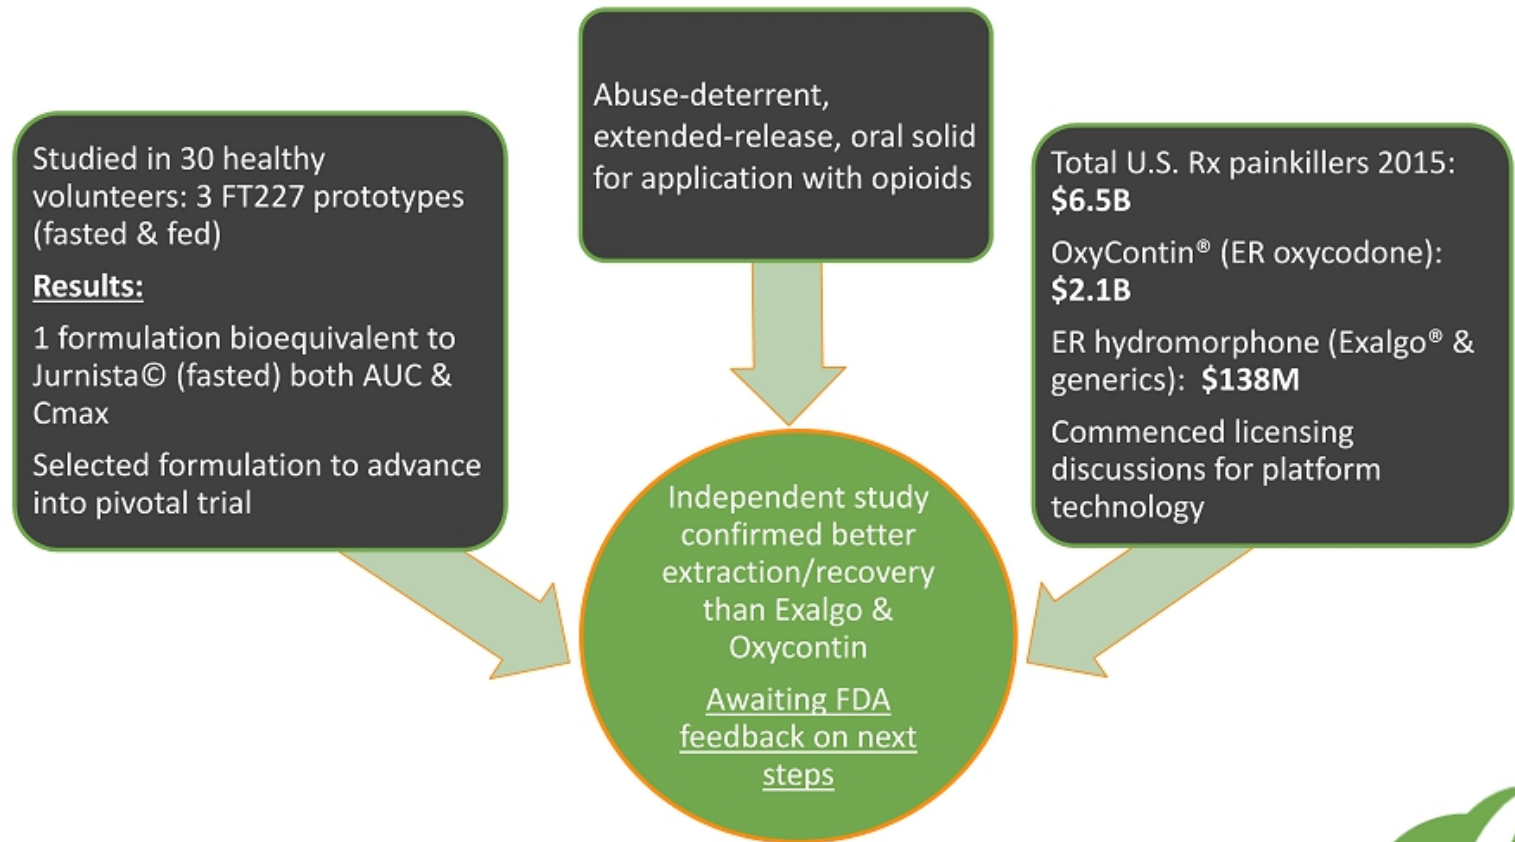 Studied in 30 healthy
volunteers: 3 FT227 prototypes
(fasted & fed)
Results:
1 formulation bioequivalent to
Jurnista© (fasted) both AUC &
Cmax
Selected formulation to advance
into pivotal trial
Abuse-deterrent,
extended-release, oral solid
for application with opioids
Total U.S. Rx painkillers 2015:
$6.5B
OxyContin® (ER oxycodone):
$2.1B
ER hydromorphone (Exalgo® &
generics): $138M
Commenced licensing
discussions for platform
technology
Independent study
confirmed better
extraction/recovery
than Exalgo &
Oxycontin
Awaiting FDA
feedback on next
steps